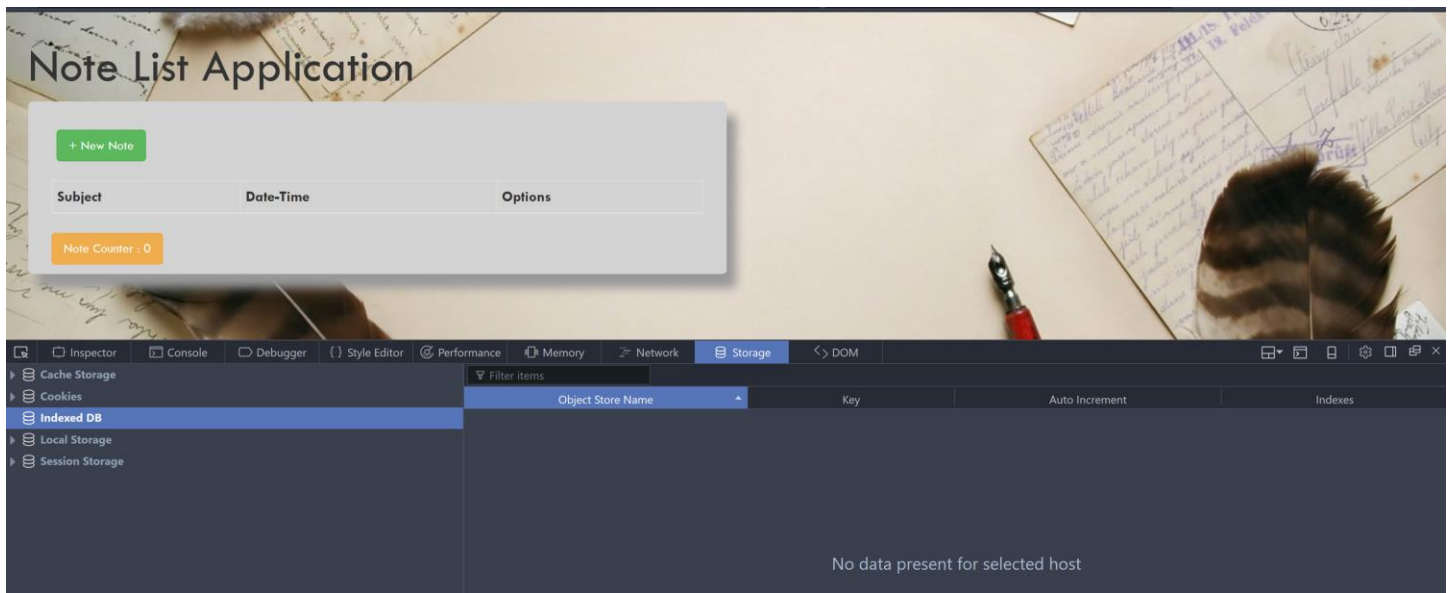 Note List Application
+ New Note
Subject Date-Time Options
Note Counter : 0
Inspector Console Debugger {} Style Editor Performance Memory Network Storage DOM
Cache Storage
Filter items
Cookies
Object Store Name Key Auto Increment Indexes
Indexed DB
Local Storage
Session Storage
No data present for selected host